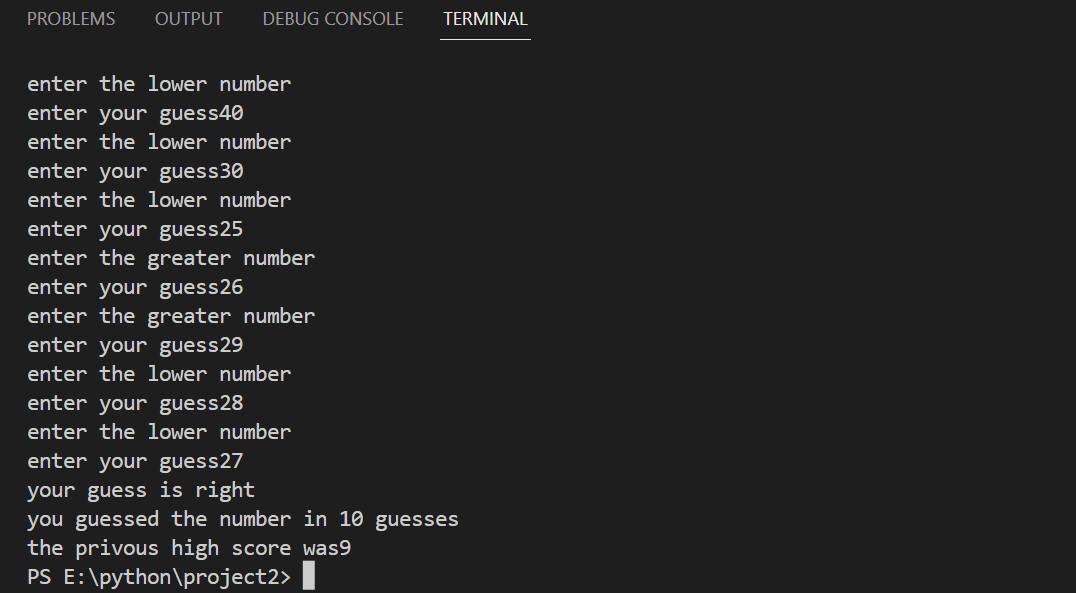 PROBLEMS OUTPUT DEBUG CONSOLE TERMINAL
enter the lower number
enter your guess40
enter the lower number
enter your guess30
enter the lower number
enter your guess25
enter the greater number
enter your guess26
enter the greater number
enter your guess29
enter the lower number
enter your guess28
enter the lower number
enter your guess27
your guess is right
you guessed the number in 10 guesses
the privous high score was9
PS E:\python\project2>